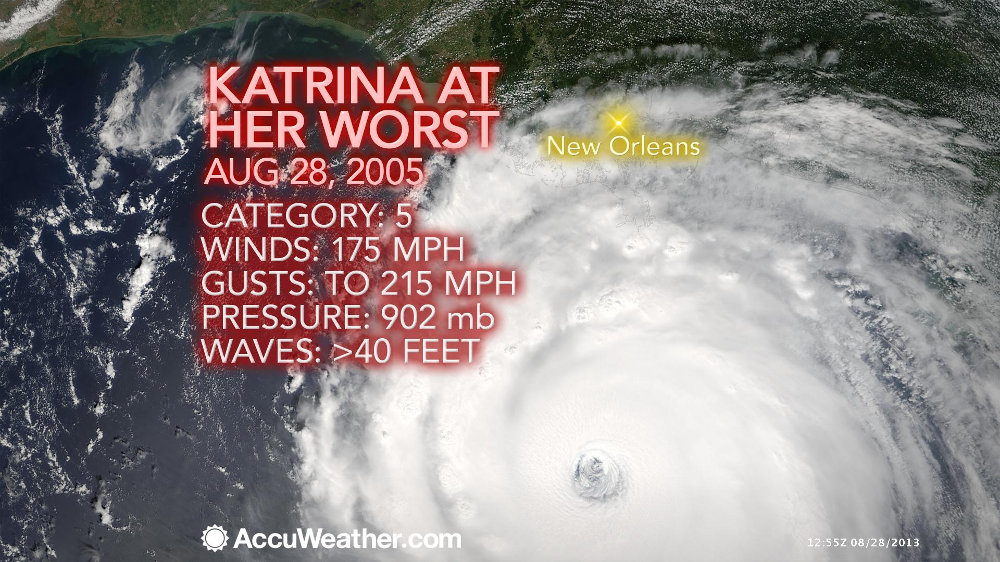 KATRINA AT
HER WORST
AUG 28, 2005
New Orleans
CATEGORY: 5
WINDS: 175 MPH
GUSTS: TO 215 MPH
PRESSURE: 902 mb
WAVES: >40 FEET
AccuWeather.com
12:55Z 08/28/2013